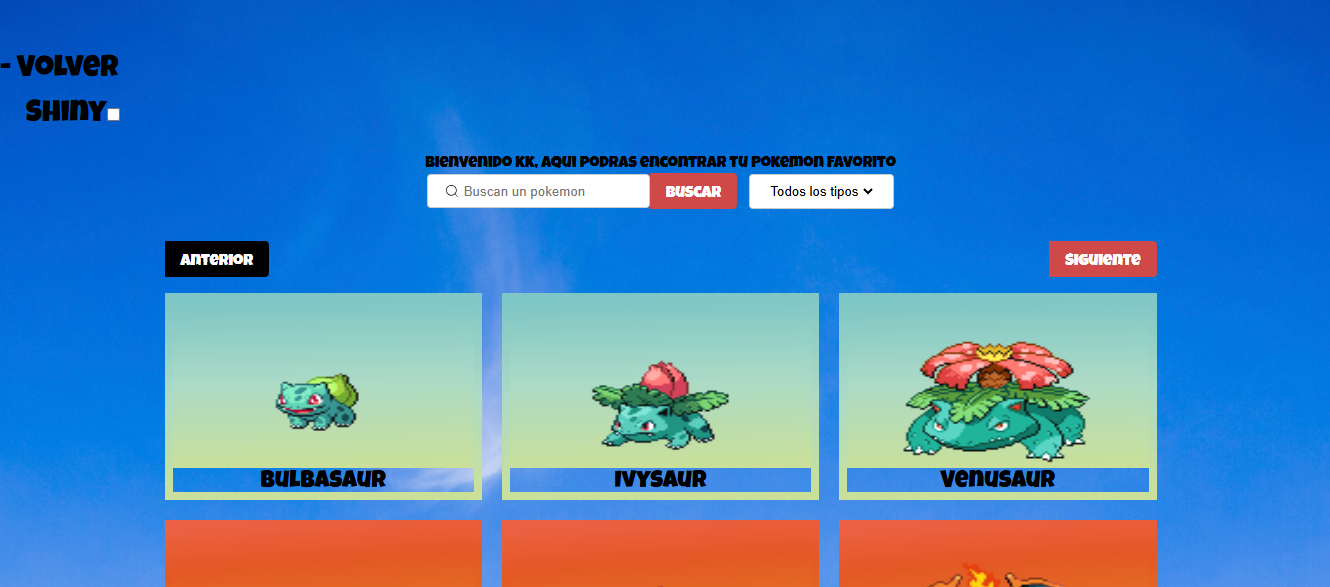 - Volver
Shiny
Bienvenido KK, aqui podras encontrar tu pokemon favorito
Buscan un pokemon
Buscar
Todos los tipos
Anterior
Siguiente
Bulbasaur
Ivysaur
Venusaur